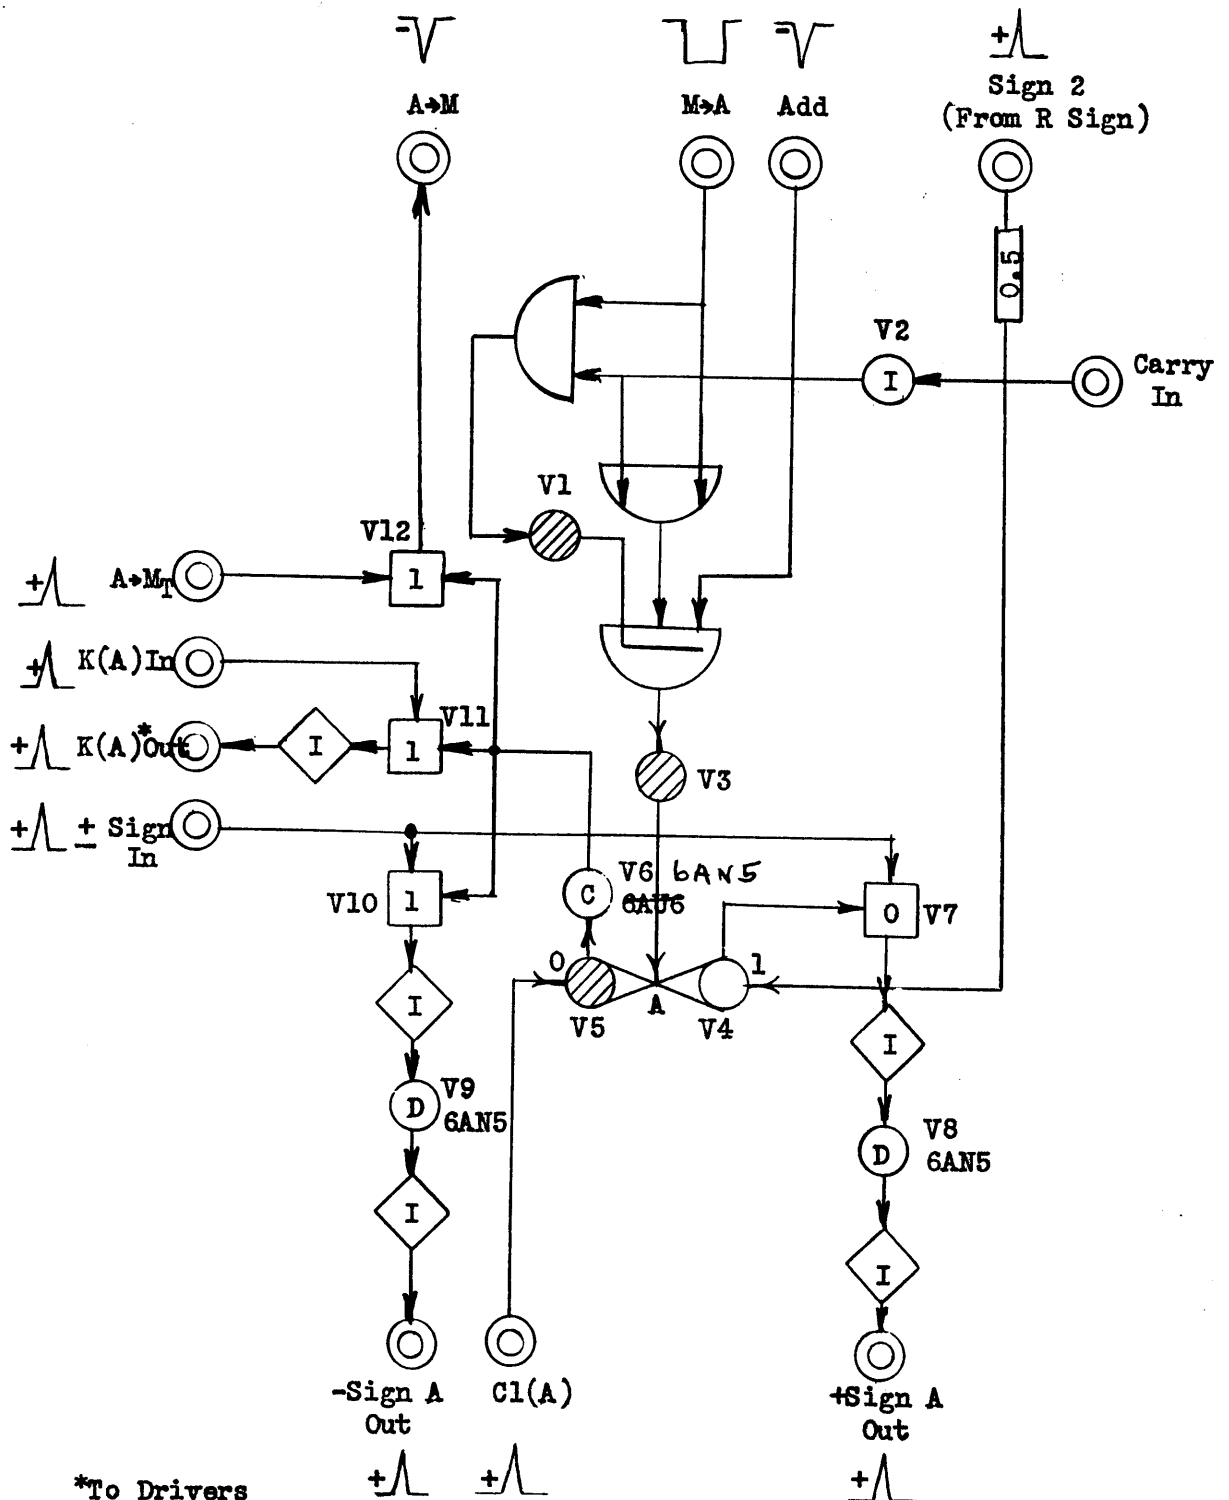 A→M
M→A
Add
Sign 2
(From R Sign)
0.5
V2
I
Carry
In
V1
V12
1
A→M_T
K(A)In
V11
1
I
K(A)*Out
V3
± Sign
In
V10
1
V6 6AN5
6AU6
C
0
V7
0
1
V5
A
V4
I
I
V9
6AN5
D
V8
6AN5
D
I
I
-Sign A
Out
Cl(A)
+Sign A
Out
*To Drivers